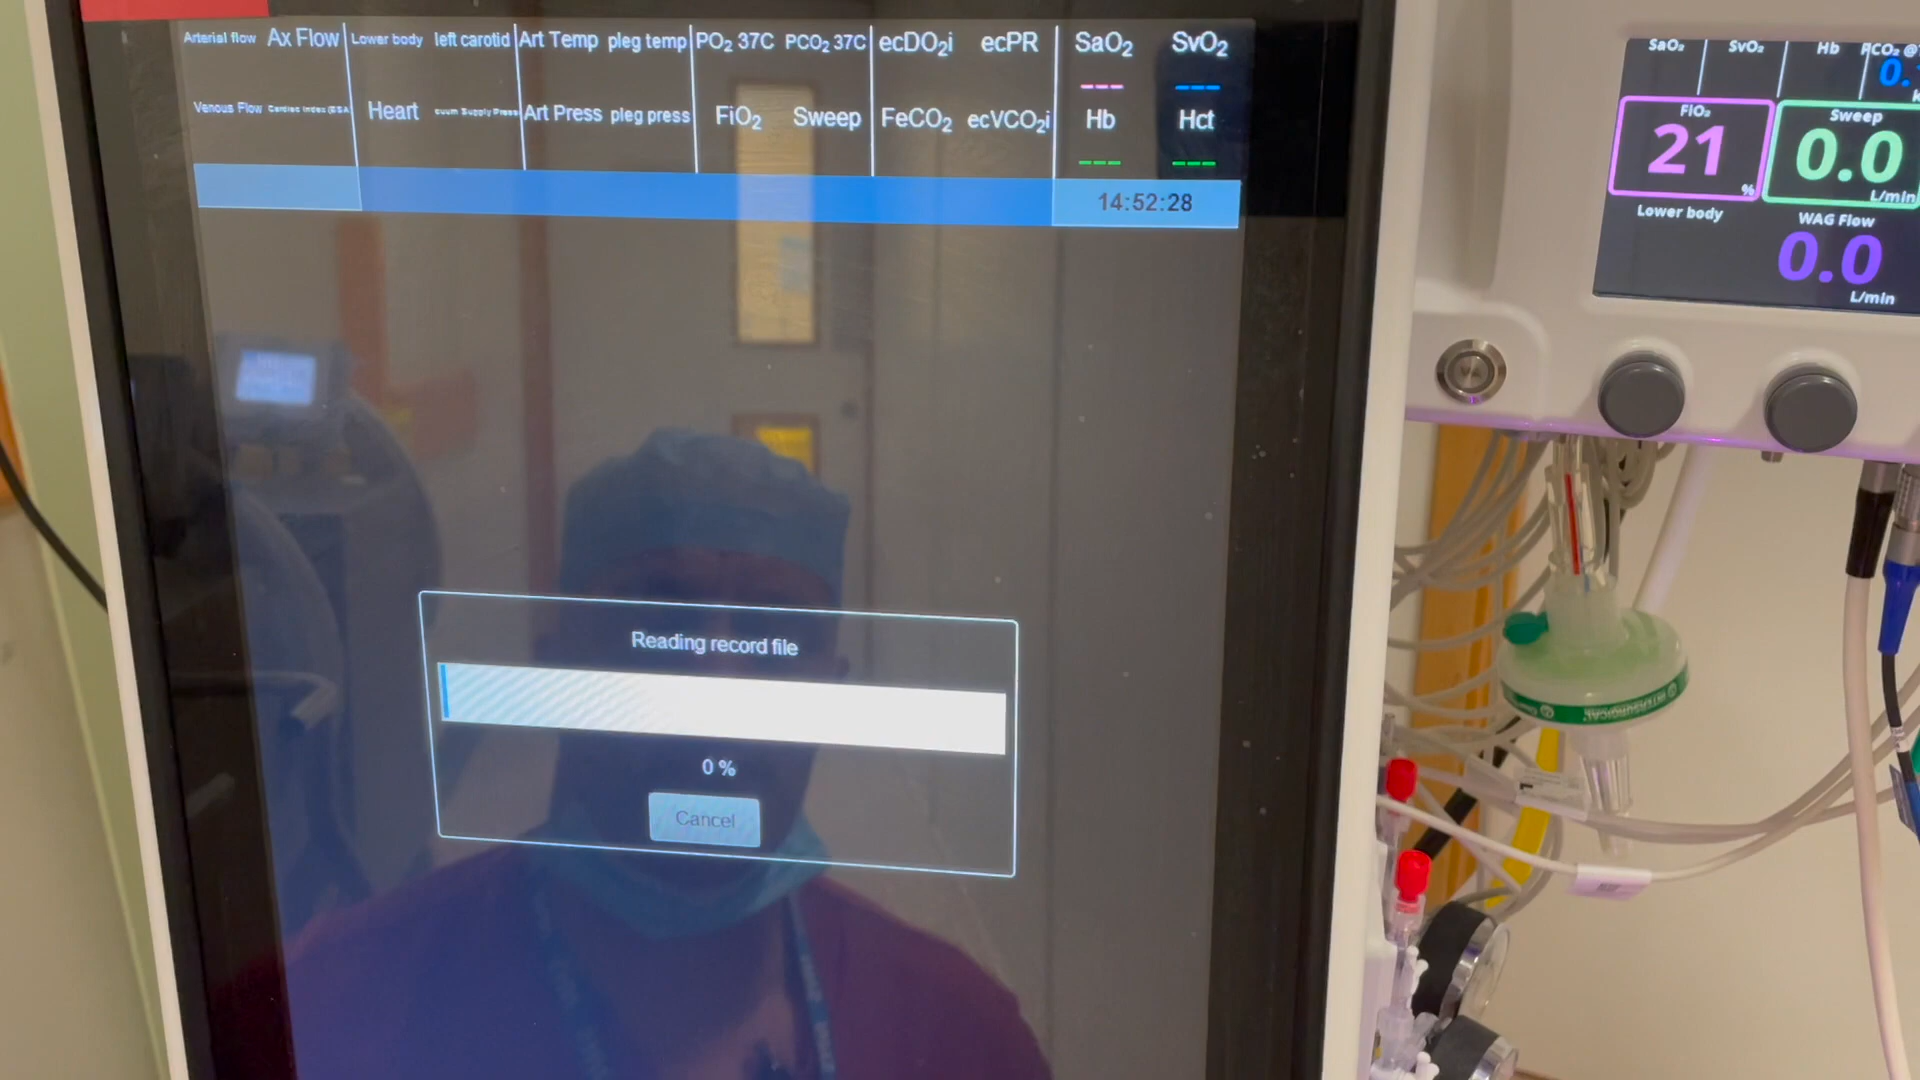 Arterial flow Ax Flow Lower body left carotid Art Temp pleg temp PO₂ 37C PCO₂ 37C ecDO₂i ecPR SaO₂ SvO₂
--- ---
Venous Flow Heart Art Press pleg press FiO₂ Sweep FeCO₂ ecVCO₂i Hb Hct
--- ---
14:52:28
Reading record file
0 %
Cancel
SaO₂ SvO₂ Hb
FiO₂
21
%
Sweep
0.0
L/min
Lower body
WAG Flow
0.0
L/min
INTERSURGICAL